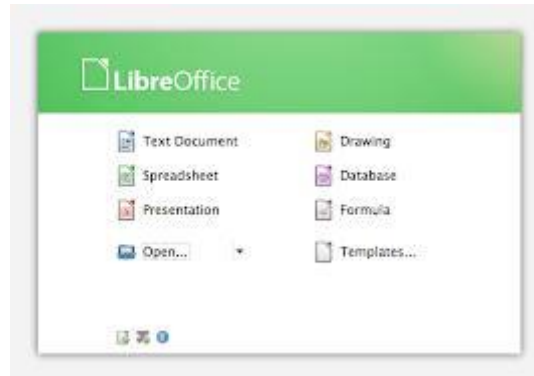 LibreOffice
Text Document
Drawing
Spreadsheet
Database
Presentation
Formula
Open...
Templates...